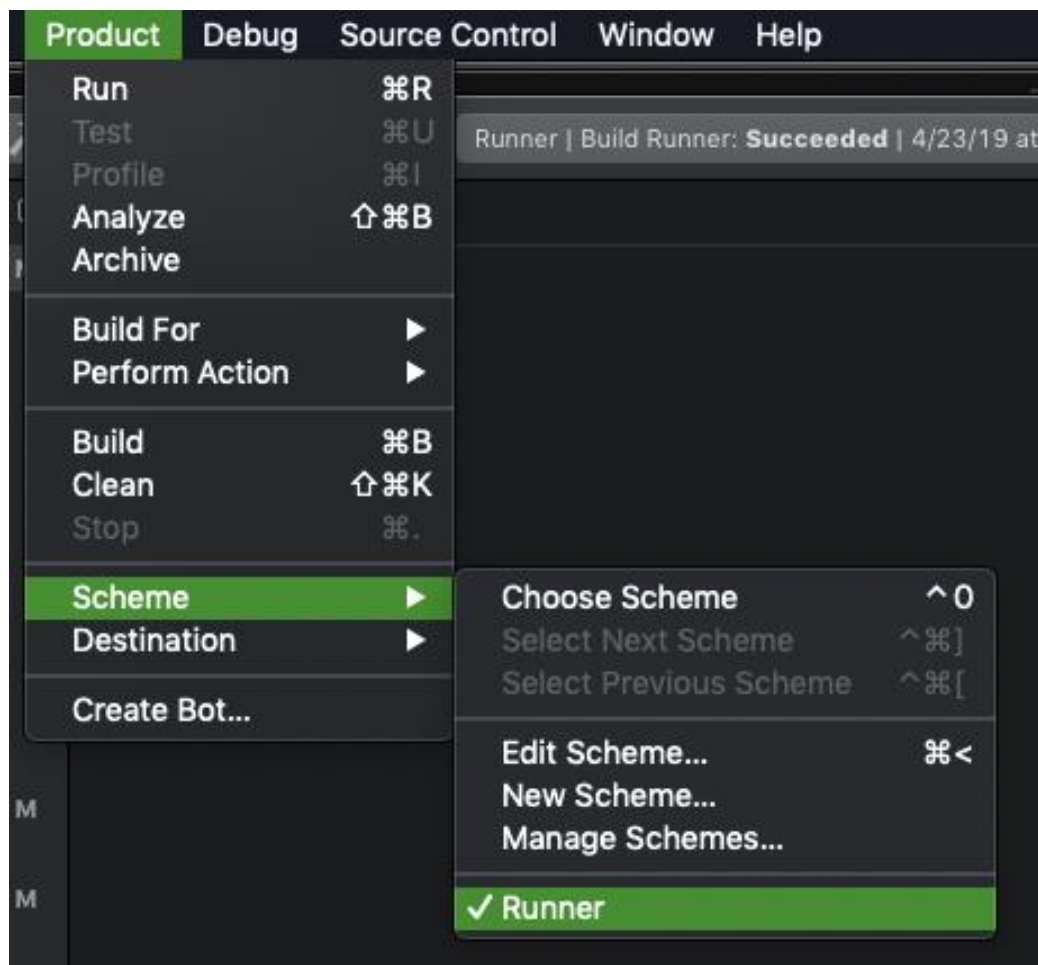 Product Debug Source Control Window Help
Run ⌘R
Test ⌘U
Runner | Build Runner: Succeeded | 4/23/19 at
Profile ⌘I
Analyze ⇧⌘B
Archive
Build For ▶
Perform Action ▶
Build ⌘B
Clean ⇧⌘K
Stop ⌘.
Scheme ▶
Destination ▶
Create Bot...
Choose Scheme ^0
Select Next Scheme ^⌘]
Select Previous Scheme ^⌘[
Edit Scheme... ⌘<
New Scheme...
Manage Schemes...
✓ Runner
M
M